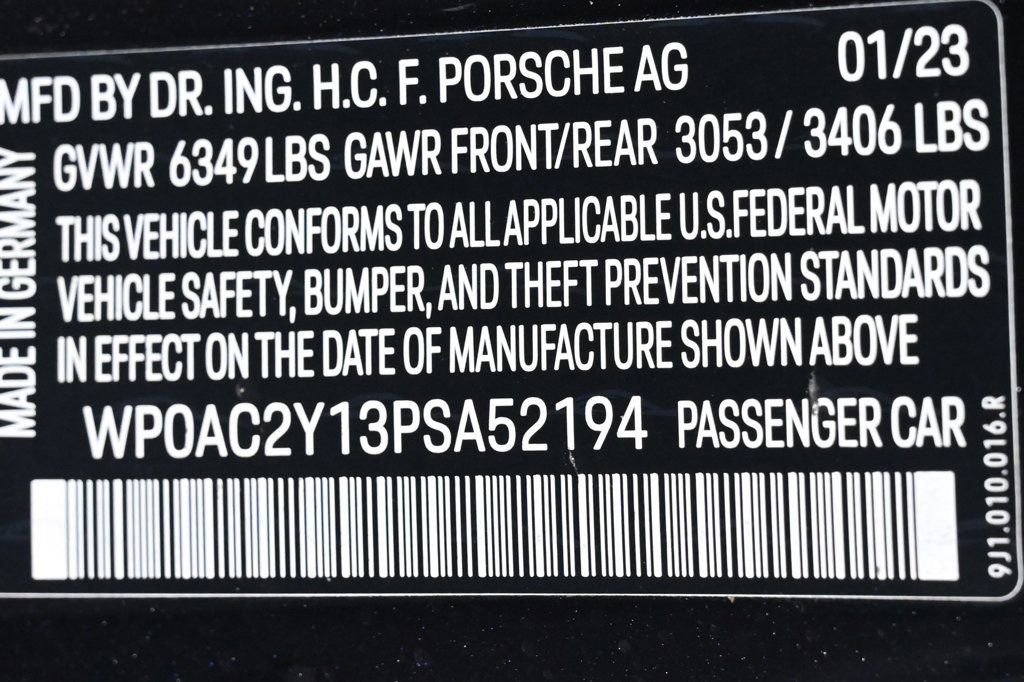 MFD BY DR. ING. H.C. F. PORSCHE AG 01/23
GVWR 6349 LBS GAWR FRONT/REAR 3053 / 3406 LBS
THIS VEHICLE CONFORMS TO ALL APPLICABLE U.S.FEDERAL MOTOR
VEHICLE SAFETY, BUMPER, AND THEFT PREVENTION STANDARDS
IN EFFECT ON THE DATE OF MANUFACTURE SHOWN ABOVE
WP0AC2Y13PSA52194 PASSENGER CAR
MADE IN GERMANY
9J1.010.016.R